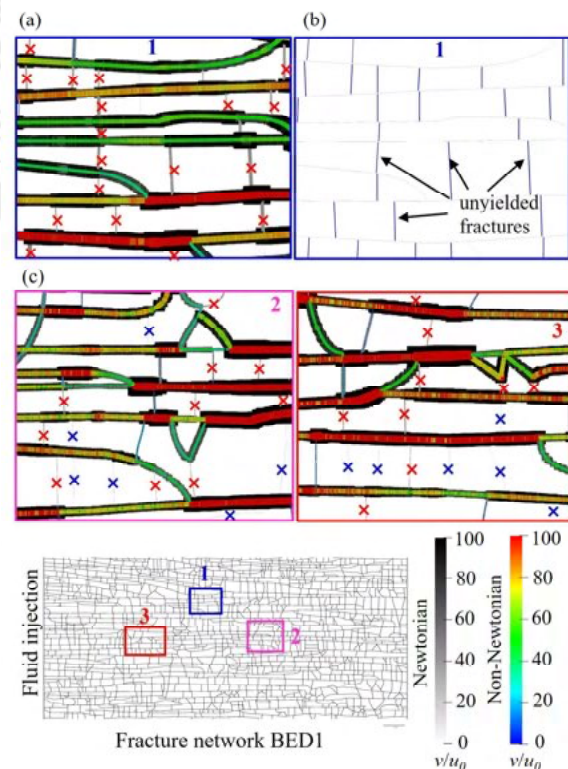 (a)
(b)
1
1
unyielded
fractures
(c)
2
3
1
3
2
Fluid injection
Fracture network BED1
Newtonian
100
80
60
40
20
0
v/u0
Non-Newtonian
100
80
60
40
20
0
v/u0